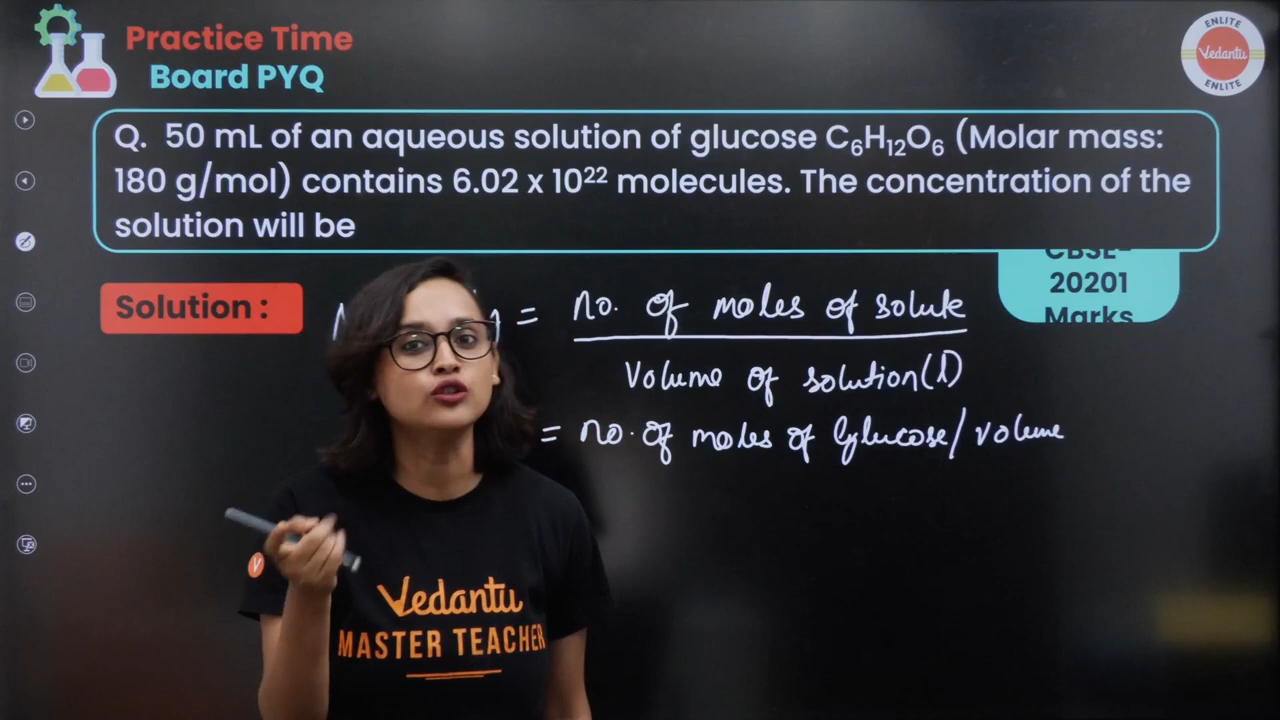 Practice Time
Board PYQ
ENLITE
Vedantu
ENLITE
Q. 50 mL of an aqueous solution of glucose C₆H₁₂O₆ (Molar mass:
180 g/mol) contains 6.02 x 10²² molecules. The concentration of the
solution will be
CBSE-
20201
Marks
Solution :
= no. of moles of solute
Volume of solution(l)
= no. of moles of Glucose/volume
V
Vedantu
MASTER TEACHER